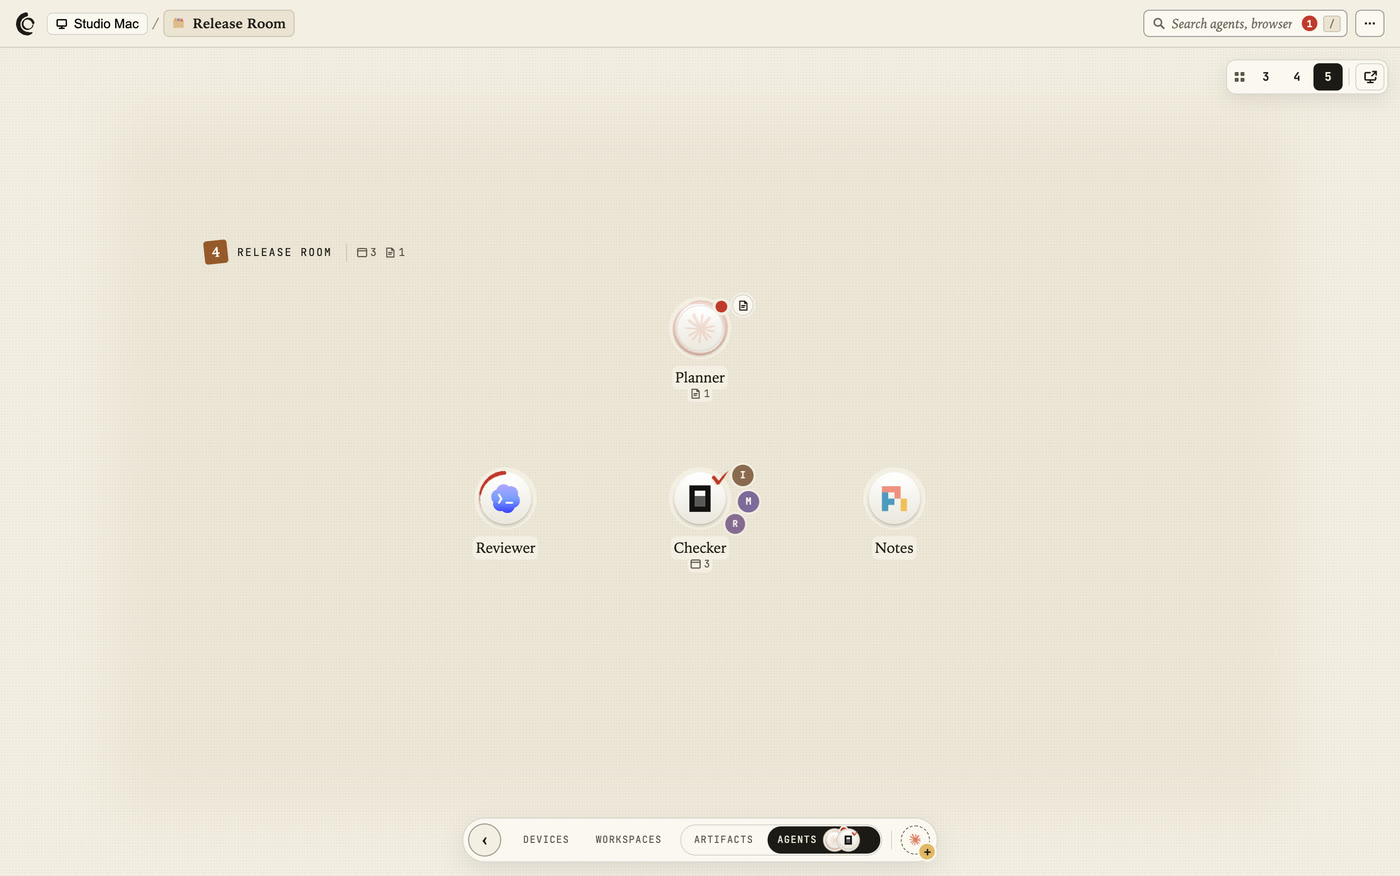 Studio Mac / Release Room
Search agents, browser 1 /
3 4 5
4 RELEASE ROOM 3 1
Planner
1
I
M
R
Reviewer
Checker
Notes
3
DEVICES WORKSPACES ARTIFACTS AGENTS